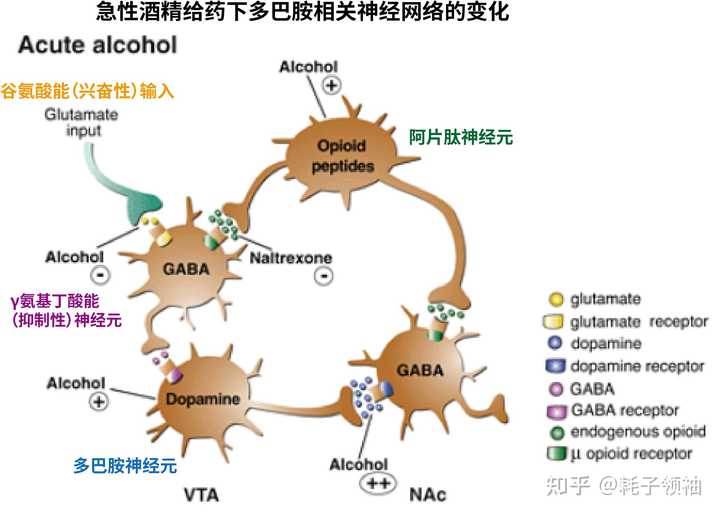 急性酒精给药下多巴胺相关神经网络的变化
Acute alcohol
谷氨酸能(兴奋性)输入
Glutamate
input
Alcohol
+
Opioid
peptides
阿片肽神经元
Alcohol
-
GABA
Naltrexone
-
γ氨基丁酸能
(抑制性)神经元
Alcohol
+
Dopamine
多巴胺神经元
VTA
GABA
Alcohol
++
NAc
glutamate
glutamate receptor
dopamine
dopamine receptor
GABA
GABA receptor
endogenous opioid
μ opioid receptor
知乎 @耗子领袖